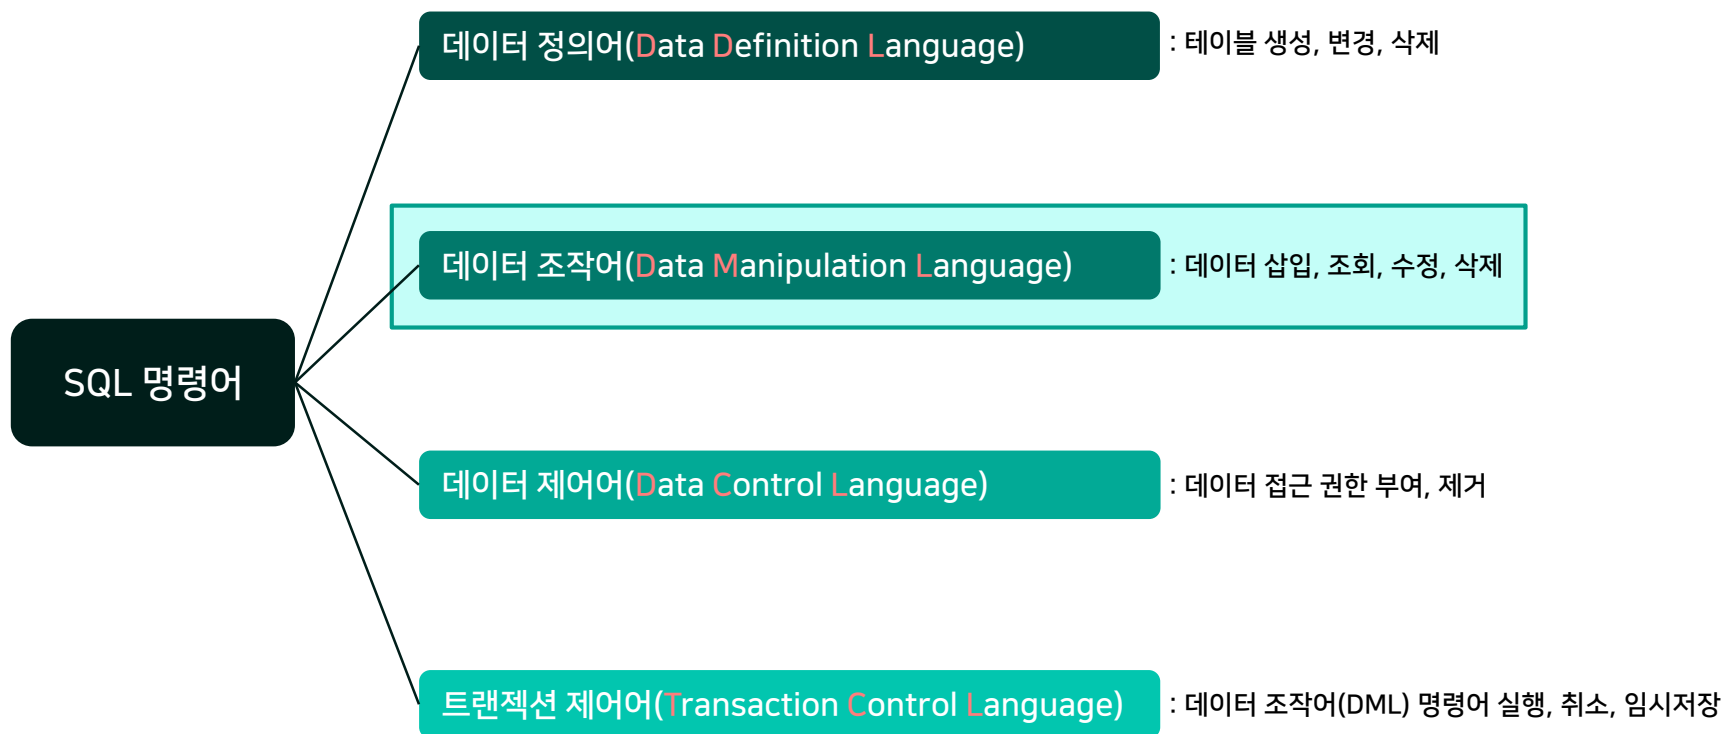 데이터 정의어(Data Definition Language)
: 테이블 생성, 변경, 삭제
데이터 조작어(Data Manipulation Language)
: 데이터 삽입, 조회, 수정, 삭제
SQL 명령어
데이터 제어어(Data Control Language)
: 데이터 접근 권한 부여, 제거
트랜젝션 제어어(Transaction Control Language)
: 데이터 조작어(DML) 명령어 실행, 취소, 임시저장